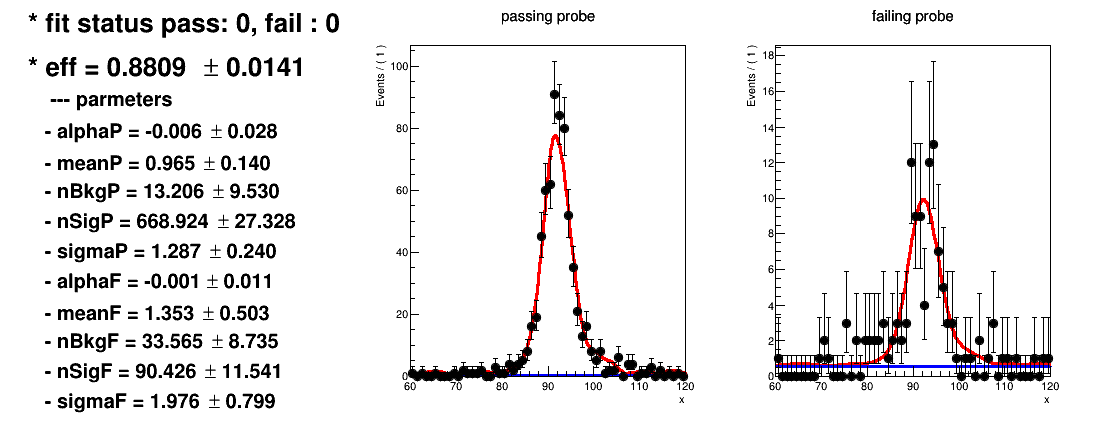 * fit status pass: 0, fail : 0
* eff = 0.8809 ± 0.0141
--- parmeters
- alphaP = -0.006 ± 0.028
- meanP = 0.965 ± 0.140
- nBkgP = 13.206 ± 9.530
- nSigP = 668.924 ± 27.328
- sigmaP = 1.287 ± 0.240
- alphaF = -0.001 ± 0.011
- meanF = 1.353 ± 0.503
- nBkgF = 33.565 ± 8.735
- nSigF = 90.426 ± 11.541
- sigmaF = 1.976 ± 0.799
passing probe
Events / ( 1 )
100
80
60
40
20
0
60 70 80 90 100 110 120
x
failing probe
Events / ( 1 )
18
16
14
12
10
8
6
4
2
0
60 70 80 90 100 110 120
x